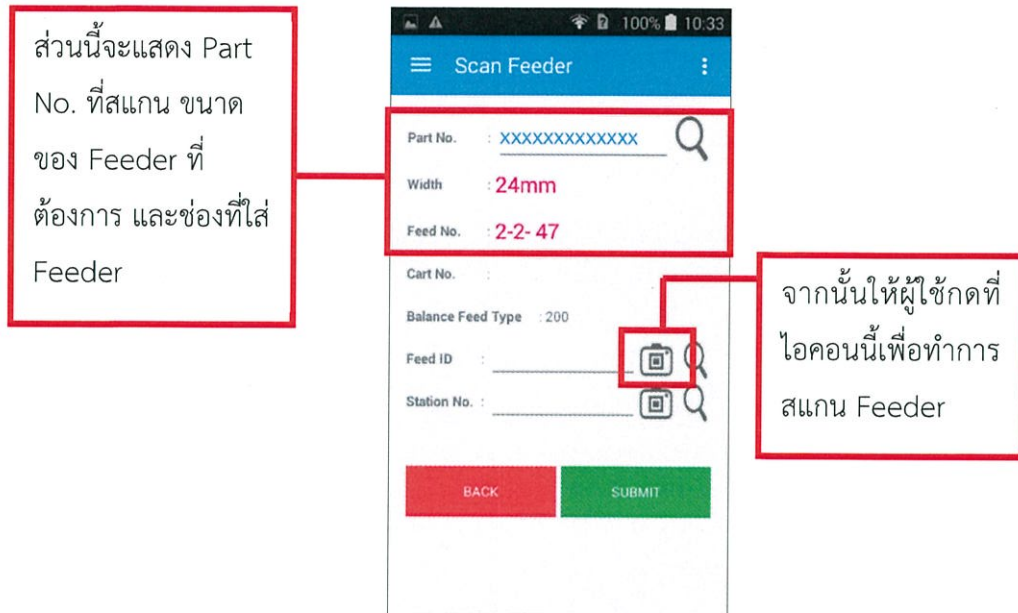 ส่วนนี้จะแสดง Part
No. ที่สแกน ขนาด
ของ Feeder ที่
ต้องการ และช่องที่ใส่
Feeder
100% 10:33
Scan Feeder
Part No. : XXXXXXXXXXXXX
Width : 24mm
Feed No. : 2-2- 47
Cart No. :
Balance Feed Type : 200
Feed ID :
Station No. :
BACK SUBMIT
จากนั้นให้ผู้ใช้กดที่
ไอคอนนี้เพื่อทำการ
สแกน Feeder